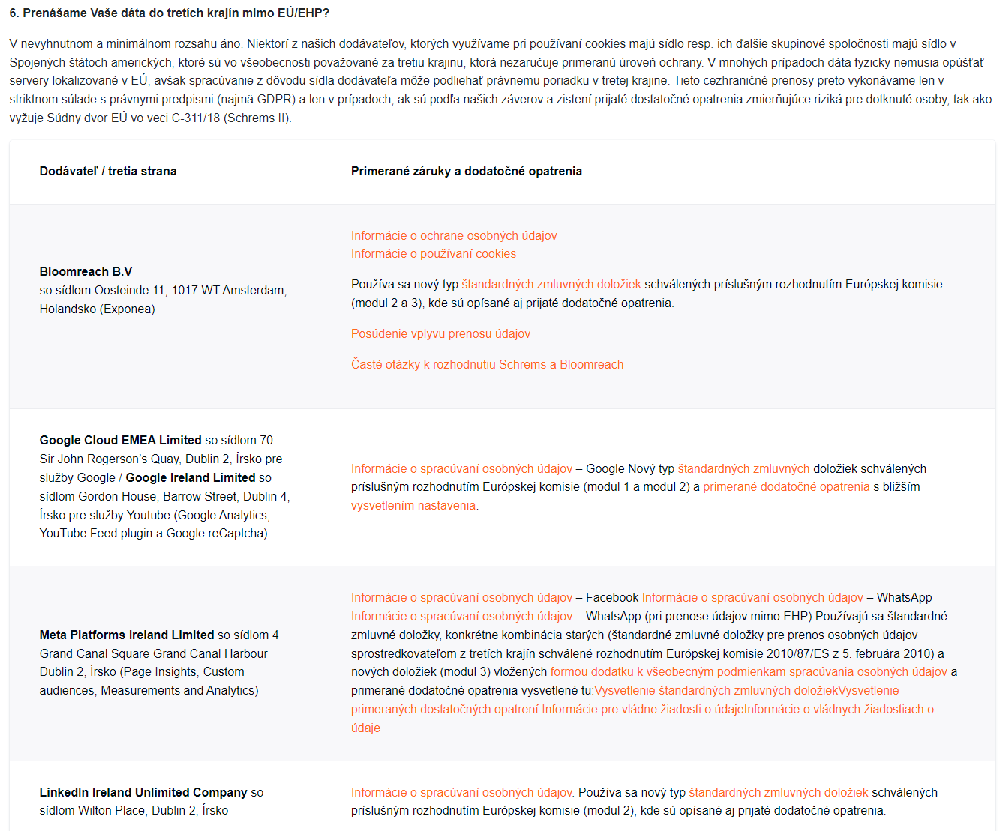 6. Prenášame Vaše dáta do tretích krajín mimo EÚ/EHP?
V nevyhnutnom a minimálnom rozsahu áno. Niektorí z našich dodávateľov, ktorých využívame pri používaní cookies majú sídlo resp. ich ďalšie skupinové spoločnosti majú sídlo v
Spojených štátoch amerických, ktoré sú vo všeobecnosti považované za tretiu krajinu, ktorá nezaručuje primeranú úroveň ochrany. V mnohých prípadoch dáta fyzicky nemusia opúšťať
servery lokalizované v EÚ, avšak spracúvanie z dôvodu sídla dodávateľa môže podliehať právnemu poriadku v tretej krajine. Tieto cezhraničné prenosy preto vykonávame len v
striktnom súlade s právnymi predpismi (najmä GDPR) a len v prípadoch, ak sú podľa našich záverov a zistení prijaté dostatočné opatrenia zmierňujúce riziká pre dotknuté osoby, tak ako
vyžuje Súdny dvor EÚ vo veci C-311/18 (Schrems II).
Dodávateľ / tretia strana
Primerané záruky a dodatočné opatrenia
Bloomreach B.V
so sídlom Oosteinde 11, 1017 WT Amsterdam,
Holandsko (Exponea)
Informácie o ochrane osobných údajov
Informácie o používaní cookies
Používa sa nový typ štandardných zmluvných doložiek schválených príslušným rozhodnutím Európskej komisie
(modul 2 a 3), kde sú opísané aj prijaté dodatočné opatrenia.
Posúdenie vplyvu prenosu údajov
Časté otázky k rozhodnutiu Schrems a Bloomreach
Google Cloud EMEA Limited so sídlom 70
Sir John Rogerson’s Quay, Dublin 2, Írsko pre
služby Google / Google Ireland Limited so
sídlom Gordon House, Barrow Street, Dublin 4,
Írsko pre služby Youtube (Google Analytics,
YouTube Feed plugin a Google reCaptcha)
Informácie o spracúvaní osobných údajov – Google Nový typ štandardných zmluvných doložiek schválených
príslušným rozhodnutím Európskej komisie (modul 1 a modul 2) a primerané dodatočné opatrenia s bližším
vysvetlením nastavenia.
Meta Platforms Ireland Limited so sídlom 4
Grand Canal Square Grand Canal Harbour
Dublin 2, Írsko (Page Insights, Custom
audiences, Measurements and Analytics)
Informácie o spracúvaní osobných údajov – Facebook Informácie o spracúvaní osobných údajov – WhatsApp
Informácie o spracúvaní osobných údajov – WhatsApp (pri prenose údajov mimo EHP) Používajú sa štandardné
zmluvné doložky, konkrétne kombinácia starých (štandardné zmluvné doložky pre prenos osobných údajov
sprostredkovateľom z tretích krajín schválené rozhodnutím Európskej komisie 2010/87/ES z 5. februára 2010) a
nových doložiek (modul 3) vložených formou dodatku k všeobecným podmienkam spracúvania osobných údajov a
primerané dodatočné opatrenia vysvetlené tu:Vysvetlenie štandardných zmluvných doložiekVysvetlenie
primeraných dostatočných opatrení Informácie pre vládne žiadosti o údajeInformácie o vládnych žiadostiach o
údaje
LinkedIn Ireland Unlimited Company so
sídlom Wilton Place, Dublin 2, Írsko
Informácie o spracúvaní osobných údajov. Používa sa nový typ štandardných zmluvných doložiek schválených
príslušným rozhodnutím Európskej komisie (modul 2), kde sú opísané aj prijaté dodatočné opatrenia.